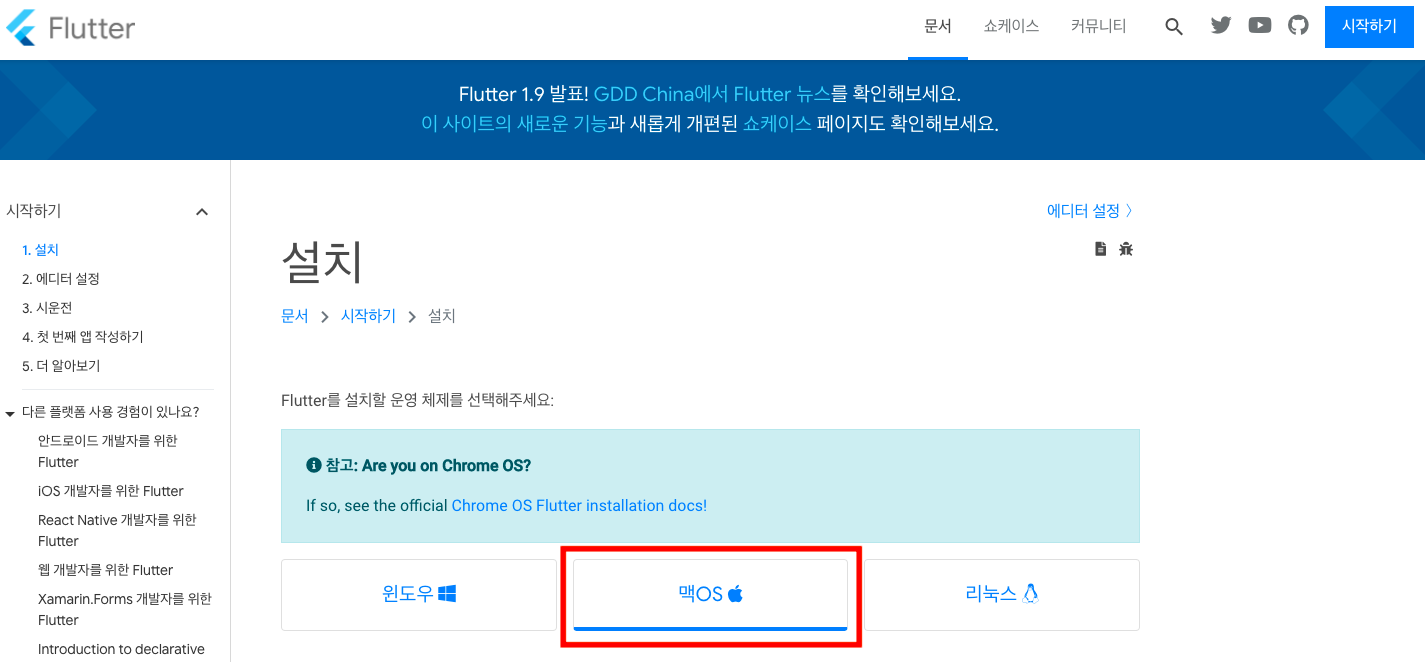 Flutter
문서
쇼케이스
커뮤니티
시작하기
Flutter 1.9 발표! GDD China에서 Flutter 뉴스를 확인해보세요.
이 사이트의 새로운 기능과 새롭게 개편된 쇼케이스 페이지도 확인해보세요.
시작하기
1. 설치
2. 에디터 설정
3. 시운전
4. 첫 번째 앱 작성하기
5. 더 알아보기
다른 플랫폼 사용 경험이 있나요?
안드로이드 개발자를 위한
Flutter
iOS 개발자를 위한 Flutter
React Native 개발자를 위한
Flutter
웹 개발자를 위한 Flutter
Xamarin.Forms 개발자를 위한
Flutter
Introduction to declarative
에디터 설정 〉
설치
문서
시작하기
설치
Flutter를 설치할 운영 체제를 선택해주세요:
참고: Are you on Chrome OS?
If so, see the official Chrome OS Flutter installation docs!
윈도우
맥OS
리눅스